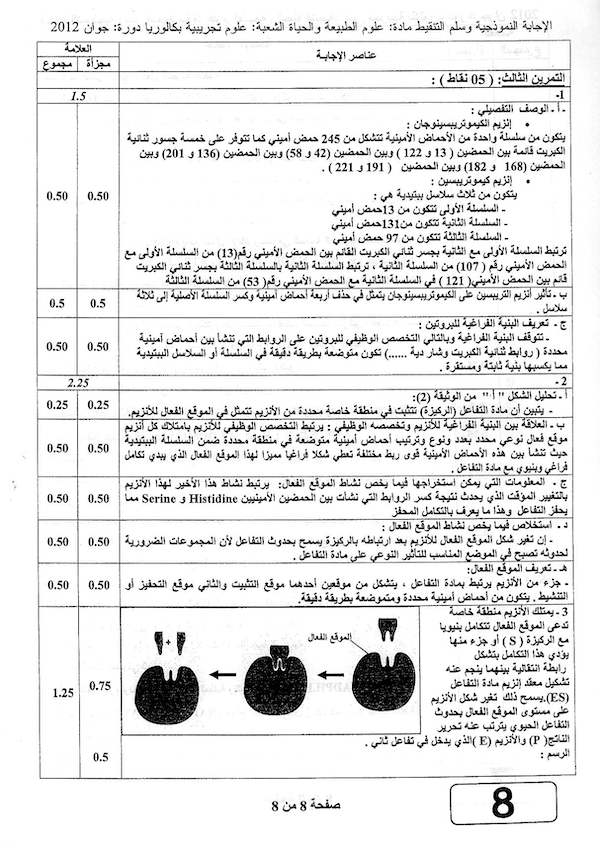 الإجابة النموذجية وسلم التنقيط مادة: علوم الطبيعة والحياة الشعبة: علوم تجريبية بكالوريا دورة: جوان 2012
العلامة
عناصر الإجابة
مجزأة
مجموع
التمرين الثالث: ( 05 نقاط ) :
1.5
1-
- أ - الوصف التفصيلي :
• إنزيم الكيموتريبسينوجان:
يتكون من سلسلة واحدة من الأحماض الأمينية تتشكل من 245 حمض أميني كما تتوفر على خمسة جسور ثنائية
الكبريت قائمة بين الحمضين ( 13 و 122 ) وبين الحمضين (42 و 58) وبين الحمضين (136 و 201) وبين
الحمضين (168 و 182) وبين الحمضين ( 191 و 221 ) .
• إنزيم كيموتريبسين :
يتكون من ثلاث سلاسل ببتيدية هي :
- السلسلة الأولى تتكون من 13حمض أميني
- السلسلة الثانية تتكون من131حمض أميني
- السلسلة الثالثة تتكون من 97 حمض أميني
ترتبط السلسلة الأولى مع الثانية بجسر ثنائي الكبريت القائم بين الحمض الأميني رقم(13) من السلسلة الأولى مع
الحمض الأميني رقم ( 107) من السلسلة الثانية ، ترتبط السلسلة الثانية بالسلسلة الثالثة بجسر ثنائي الكبريت
قائم بين الحمض الأميني( 121 ) في السلسلة الثانية مع الحمض الأميني رقم ( 53) من السلسلة الثالثة
0.50
0.50
ب - تأثير أنزيم التريبسين على الكيموتريبسينوجان يتمثل في حذف أربعة أحماض أمينية وكسر السلسلة الأصلية إلى ثلاثة
سلاسل .
0.5
0.5
ج - تعريف البنية الفراغية للبروتين :
- تتوقف البنية الفراغية وبالتالي التخصص الوظيفي للبروتين على الروابط التي تنشأ بين أحماض أمينية
محددة ( روابط ثنائية الكبريت وشاردية ......) تكون متوضعة بطريقة دقيقة في السلسلة أو السلاسل الببتيدية
مما يكسبها بنية ثابتة ومستقرة .
0.50
0.50
2.25
2 -
أ - تحليل الشكل " أ " من الوثيقة (2):
- يتبين أن مادة التفاعل (الركيزة) تتثبت في منطقة خاصة محددة من الأنزيم تتمثل في الموقع الفعال للأنزيم.
0.25
0.25
ب - العلاقة بين البنية الفراغية للأنزيم وتخصصه الوظيفي : يرتبط التخصص الوظيفي للأنزيم بامتلاك كل أنزيم
موقع فعال نوعي محدد بعدد ونوع وترتيب أحماض أمينية متوضعة في منطقة محددة ضمن السلسلة الببتيدية
حيث تنشأ بين هذه الأحماض الأمينية قوى ربط مختلفة تعطي شكلا فراغيا مميزا لهذا الموقع الفعال الذي يبدي تكامل
فراغي وبنيوي مع مادة التفاعل .
0.50
0.50
ج - المعلومات التي يمكن استخراجها فيما يخص نشاط الموقع الفعال: يرتبط نشاط هذا الأخير لهذا الأنزيم
بالتغيير المؤقت الذي يحدث نتيجة كسر الروابط التي نشأت بين الحمضين الأمينيين Histidine و Serine مما
يحفز التفاعل وهذا ما يعرف بالتكامل المحفز
0.50
0.50
د - استخلاص فيما يخص نشاط الموقع الفعال :
- إن تغير شكل الموقع الفعال للأنزيم بعد ارتباطه بالركيزة يسمح بحدوث التفاعل لأن المجموعات الضرورية
لحدوثه تصبح في الموضع المناسب للتأثير النوعي على مادة التفاعل .
0.50
0.50
هـ - تعريف الموقع الفعال:
- جزء من الأنزيم يرتبط بمادة التفاعل ، يتشكل من موقعين أحدهما موقع التثبيت والثاني موقع التحفيز أو
التنشيط . يتكون من أحماض أمينية محددة ومتموضعة بطريقة دقيقة.
0.50
0.50
3 - يمتلك الأنزيم منطقة خاصة
تدعى الموقع الفعال تتكامل بنيويا
مع الركيزة ( S ) أو جزء منها
يؤدي هذا التكامل بتشكل
رابطة انتقالية بينهما ينجم عنه
تشكيل معقد إنزيم مادة التفاعل
(ES).يسمح ذلك تغير شكل الأنزيم
على مستوى الموقع الفعال بحدوث
التفاعل الحيوي يترتب عنه تحرير
الناتج( P) والأنزيم ( E )الذي يدخل في تفاعل ثاني .
الرسم :
الموقع الفعال
+
0.75
1.25
0.5
صفحة 8 من 8
8